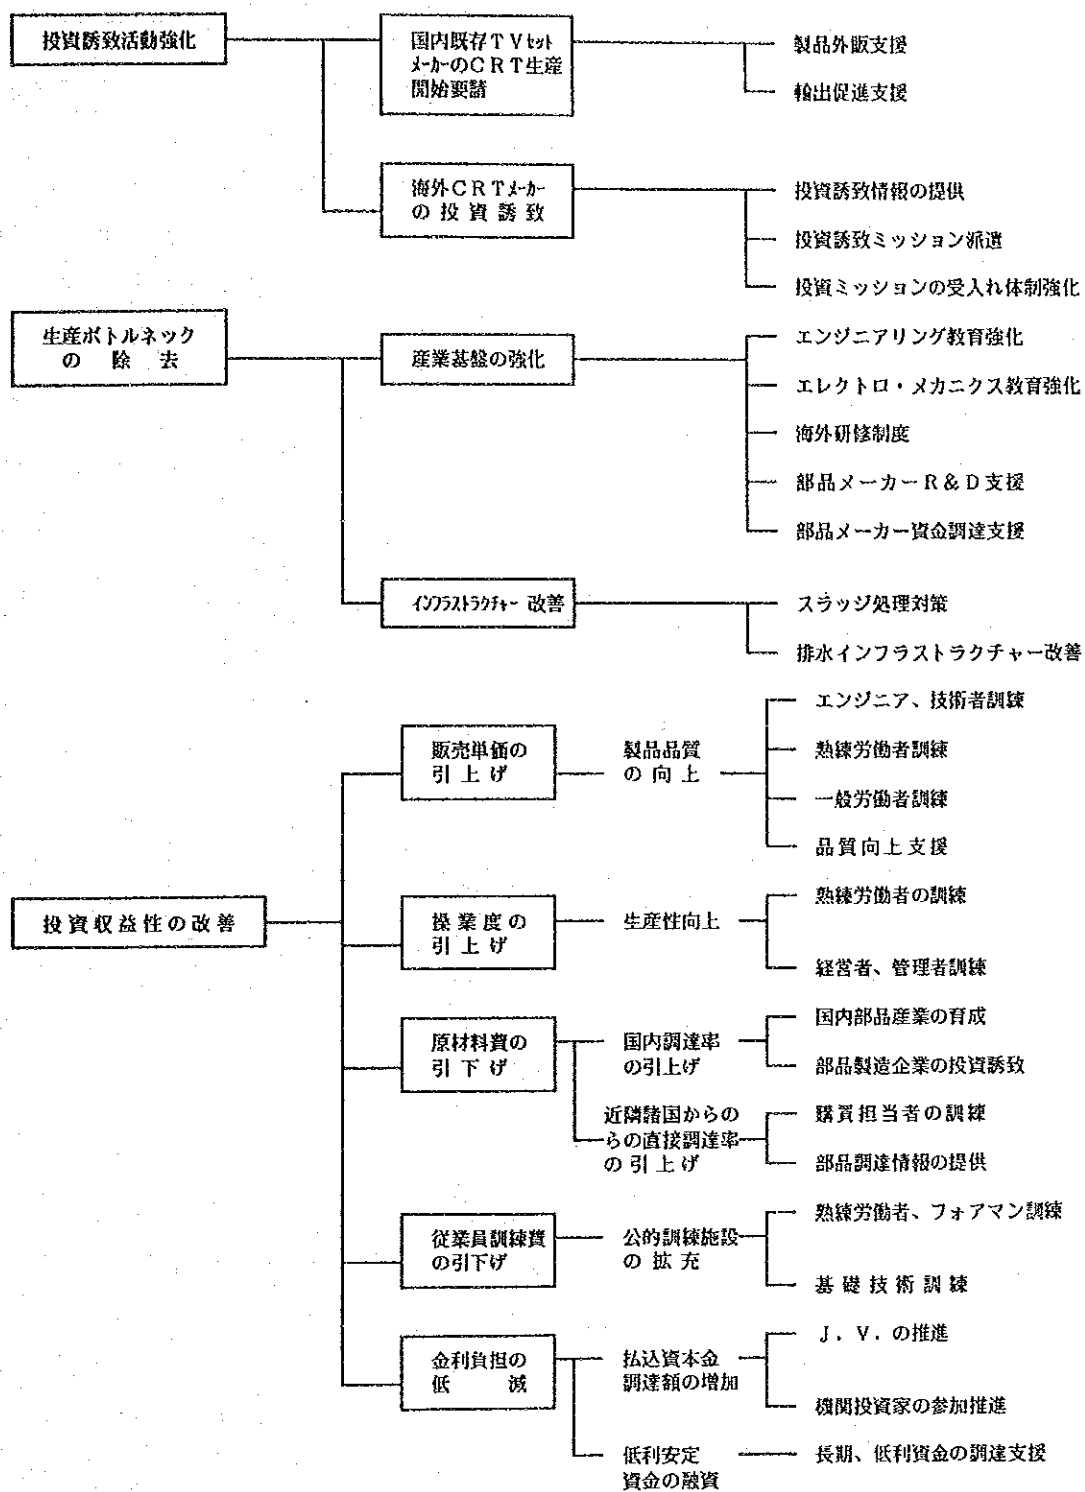 投資誘致活動強化
国内既存TVセット
メーカーのCRT生産
開始要請
製品外販支援
輸出促進支援
海外CRTメーカー
の投資誘致
投資誘致情報の提供
投資誘致ミッション派遣
投資ミッションの受入れ体制強化
生産ボトルネック
の除去
産業基盤の強化
エンジニアリング教育強化
エレクトロ・メカニクス教育強化
海外研修制度
部品メーカーR&D支援
部品メーカー資金調達支援
インフラストラクチャー改善
スラッジ処理対策
排水インフラストラクチャー改善
投資収益性の改善
販売単価の
引上げ
製品品質
の向上
エンジニア、技術者訓練
熟練労働者訓練
一般労働者訓練
品質向上支援
操業度の
引上げ
生産性向上
熟練労働者の訓練
経営者、管理者訓練
原材料費の
引下げ
国内調達率
の引上げ
国内部品産業の育成
部品製造企業の投資誘致
近隣諸国からの
らの直接調達率
の引上げ
購買担当者の訓練
部品調達情報の提供
従業員訓練費
の引下げ
公的訓練施設
の拡充
熟練労働者、フォアマン訓練
基礎技術訓練
金利負担の
低減
払込資本金
調達額の増加
J.V.の推進
機関投資家の参加推進
低利安定
資金の融資
長期、低利資金の調達支援